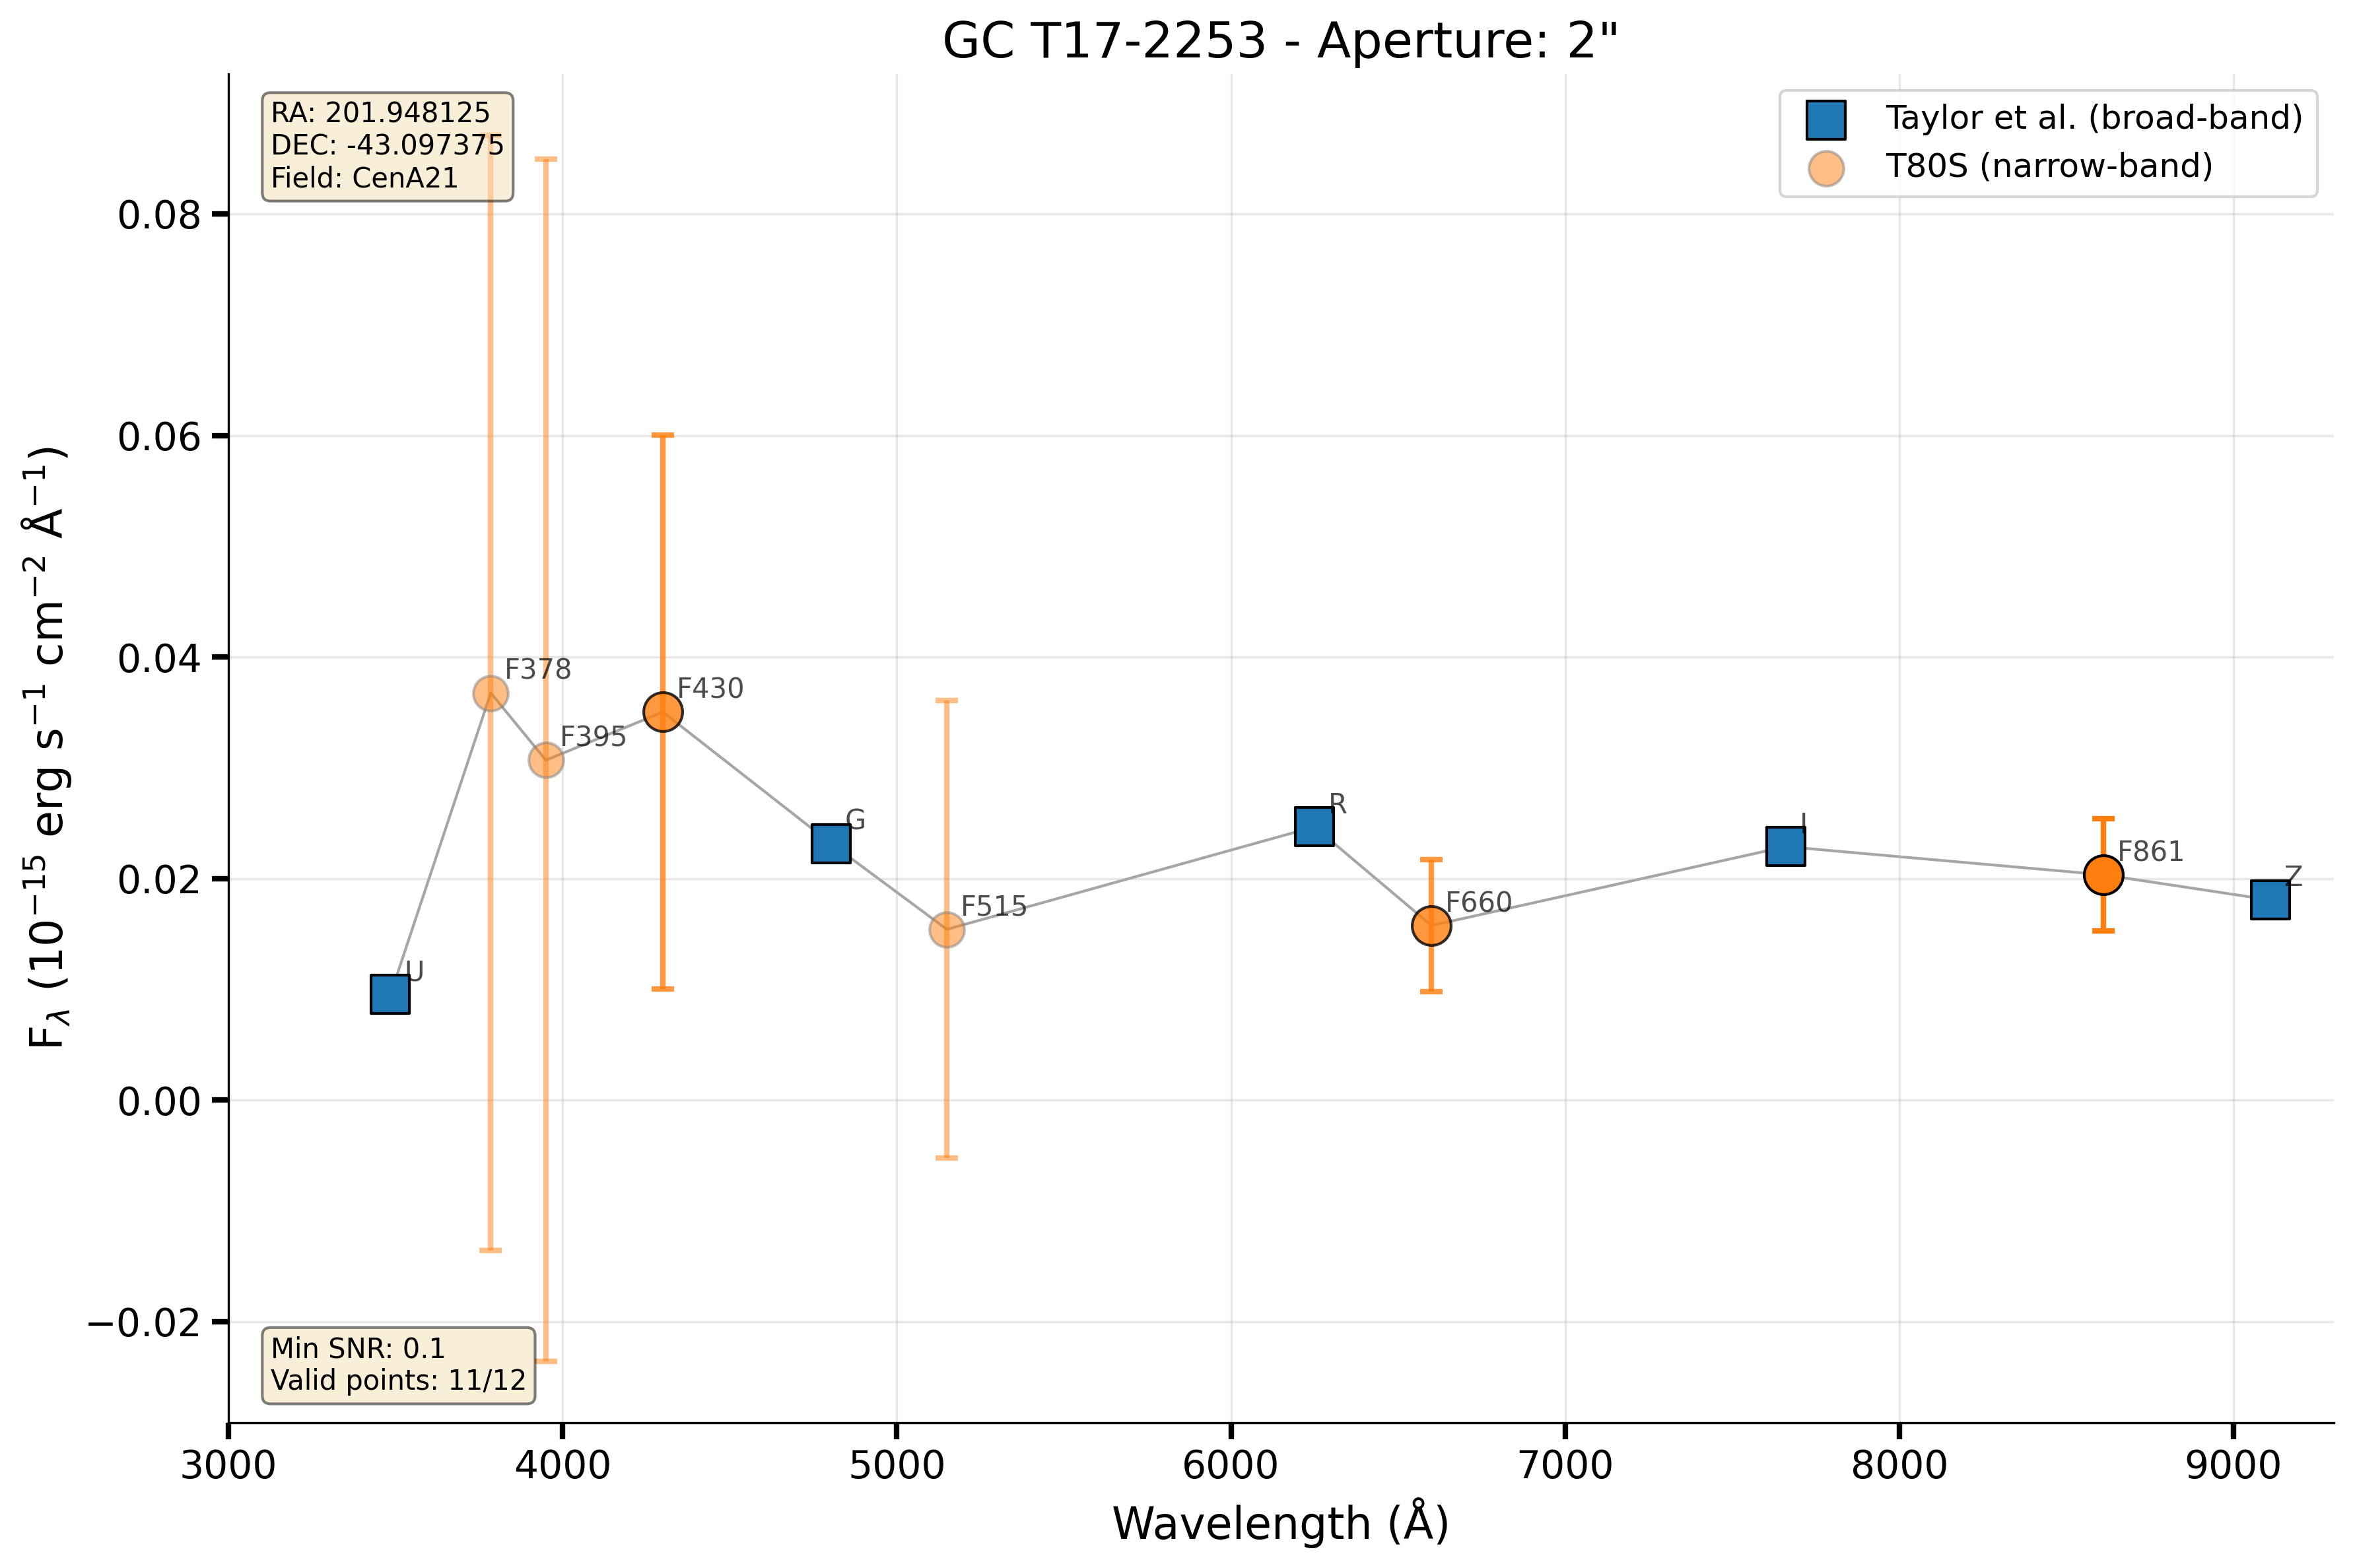 GC T17-2253 - Aperture: 2"
RA: 201.948125
DEC: -43.097375
Field: CenA21
Taylor et al. (broad-band)
T80S (narrow-band)
0.08
0.06
0.04
0.02
0.00
−0.02
F_λ (10⁻¹⁵ erg s⁻¹ cm⁻² Å⁻¹)
U
F378
F395
F430
G
F515
R
F660
I
F861
Z
Min SNR: 0.1
Valid points: 11/12
3000 4000 5000 6000 7000 8000 9000
Wavelength (Å)